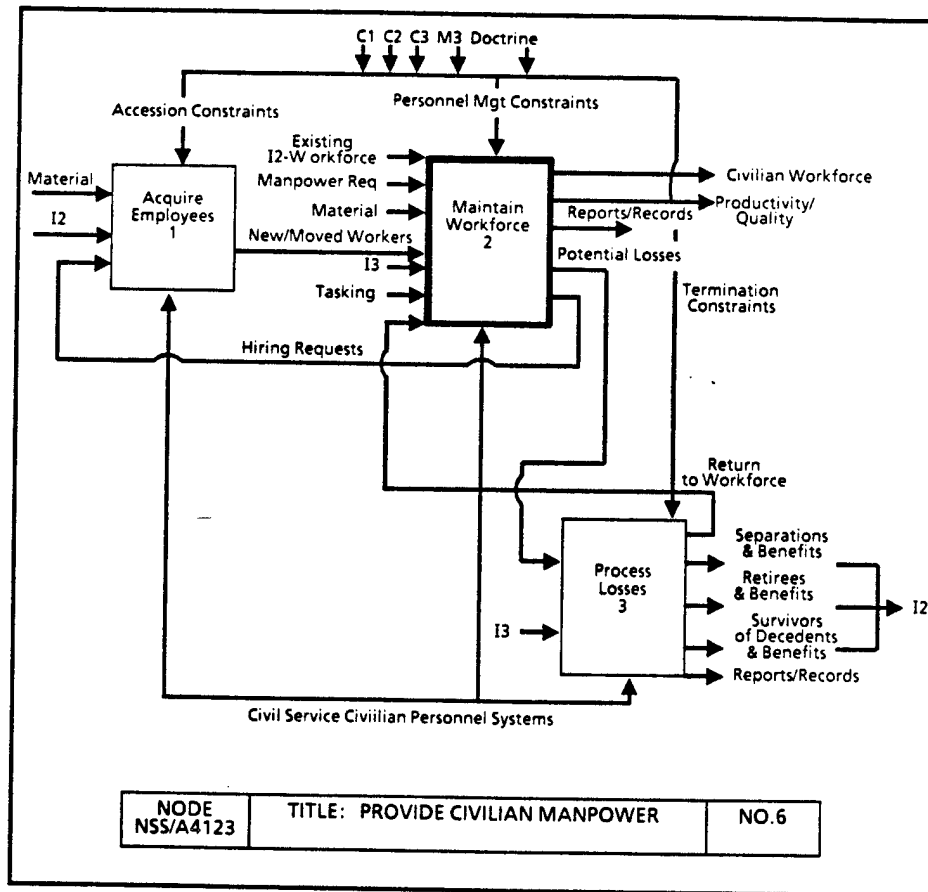 C1 C2 C3 M3 Doctrine
Accession Constraints
Personnel Mgt Constraints
Existing
I2-W orkforce
Manpower Req
Material
New/Moved Workers
I3
Tasking
Material
I2
Acquire
Employees
1
Maintain
Workforce
2
Civilian Workforce
Productivity/
Quality
Reports/Records
Potential Losses
Termination
Constraints
Hiring Requests
Return
to Workforce
Process
Losses
3
I3
Separations
& Benefits
Retirees
& Benefits
Survivors
of Decedents
& Benefits
Reports/Records
I2
Civil Service Civiilian Personnel Systems
NODE
NSS/A4123
TITLE: PROVIDE CIVILIAN MANPOWER
NO.6